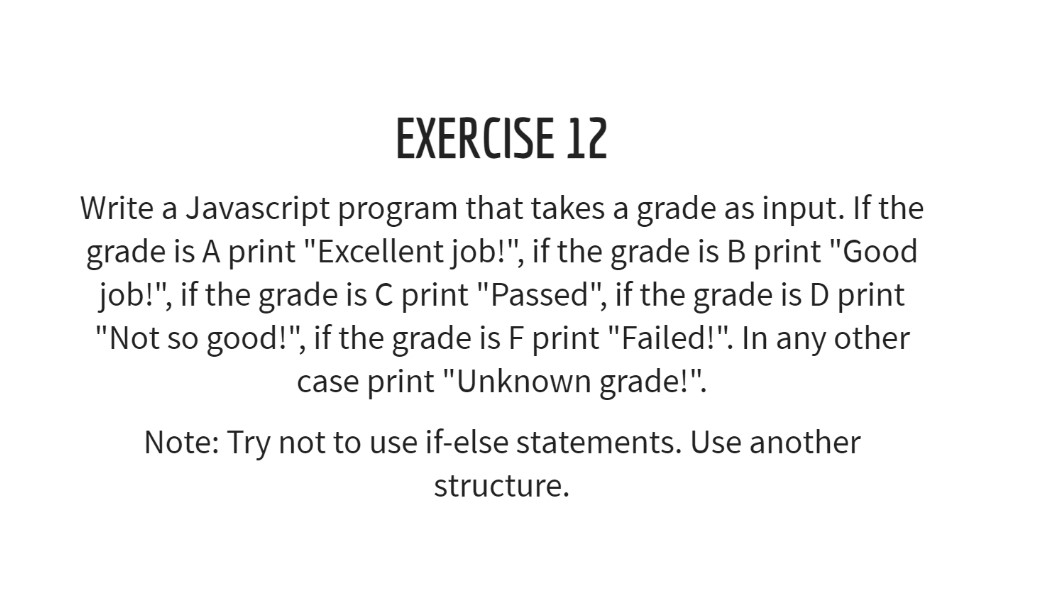 EXERCISE 12
Write a Javascript program that takes a grade as input. If the
grade is A print "Excellent job!", if the grade is B print "Good
job!", if the grade is C print "Passed", if the grade is D print
"Not so good!", if the grade is F print "Failed!". In any other
case print "Unknown grade!".
Note: Try not to use if-else statements. Use another
structure.